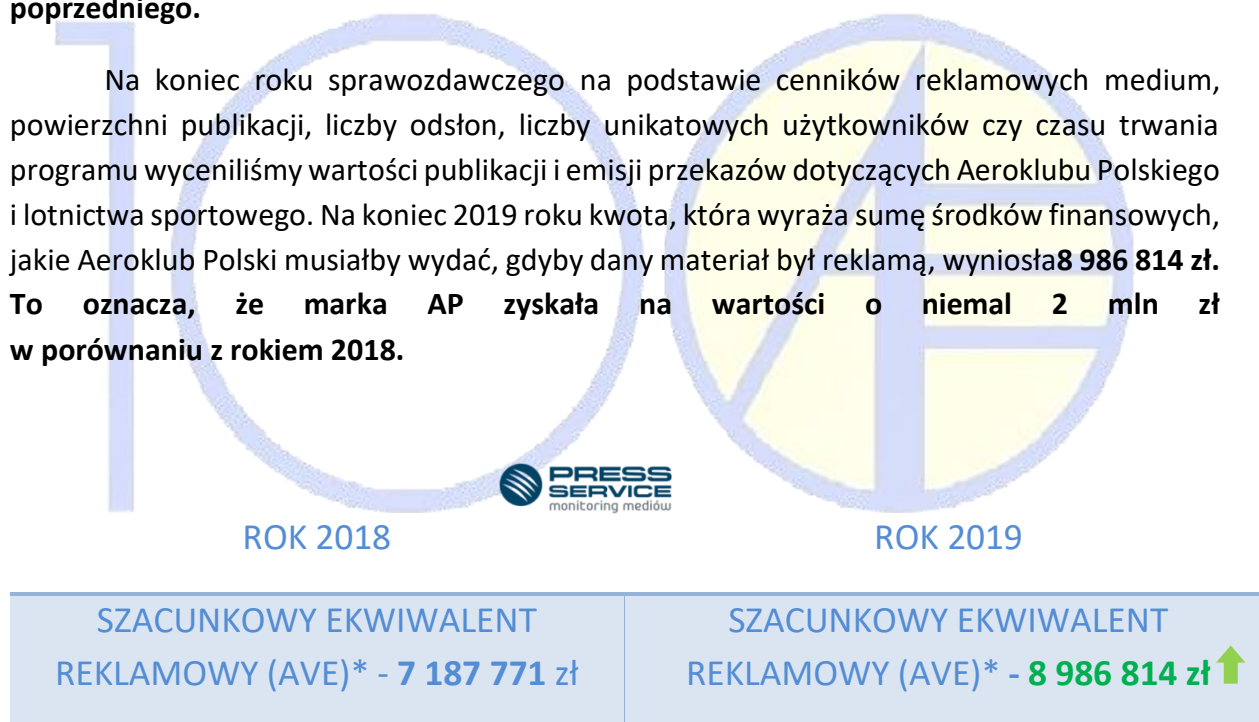 poprzedniego.
Na koniec roku sprawozdawczego na podstawie cenników reklamowych medium,
powierzchni publikacji, liczby odsłon, liczby unikatowych użytkowników czy czasu trwania
programu wyceniliśmy wartości publikacji i emisji przekazów dotyczących Aeroklubu Polskiego
i lotnictwa sportowego. Na koniec 2019 roku kwota, która wyraża sumę środków finansowych,
jakie Aeroklub Polski musiałby wydać, gdyby dany materiał był reklamą, wyniosła8 986 814 zł.
To oznacza, że marka AP zyskała na wartości o niemal 2 mln zł
w porównaniu z rokiem 2018.
PRESS
SERVICE
monitoring mediów
ROK 2018 ROK 2019
SZACUNKOWY EKWIWALENT SZACUNKOWY EKWIWALENT
REKLAMOWY (AVE)* - 7 187 771 zł REKLAMOWY (AVE)* - 8 986 814 zł